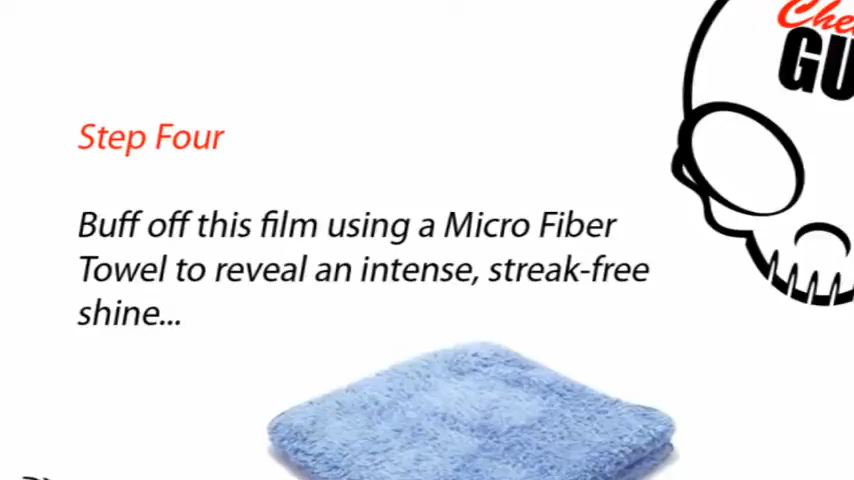 Step Four
Buff off this film using a Micro Fiber
Towel to reveal an intense, streak-free
shine...